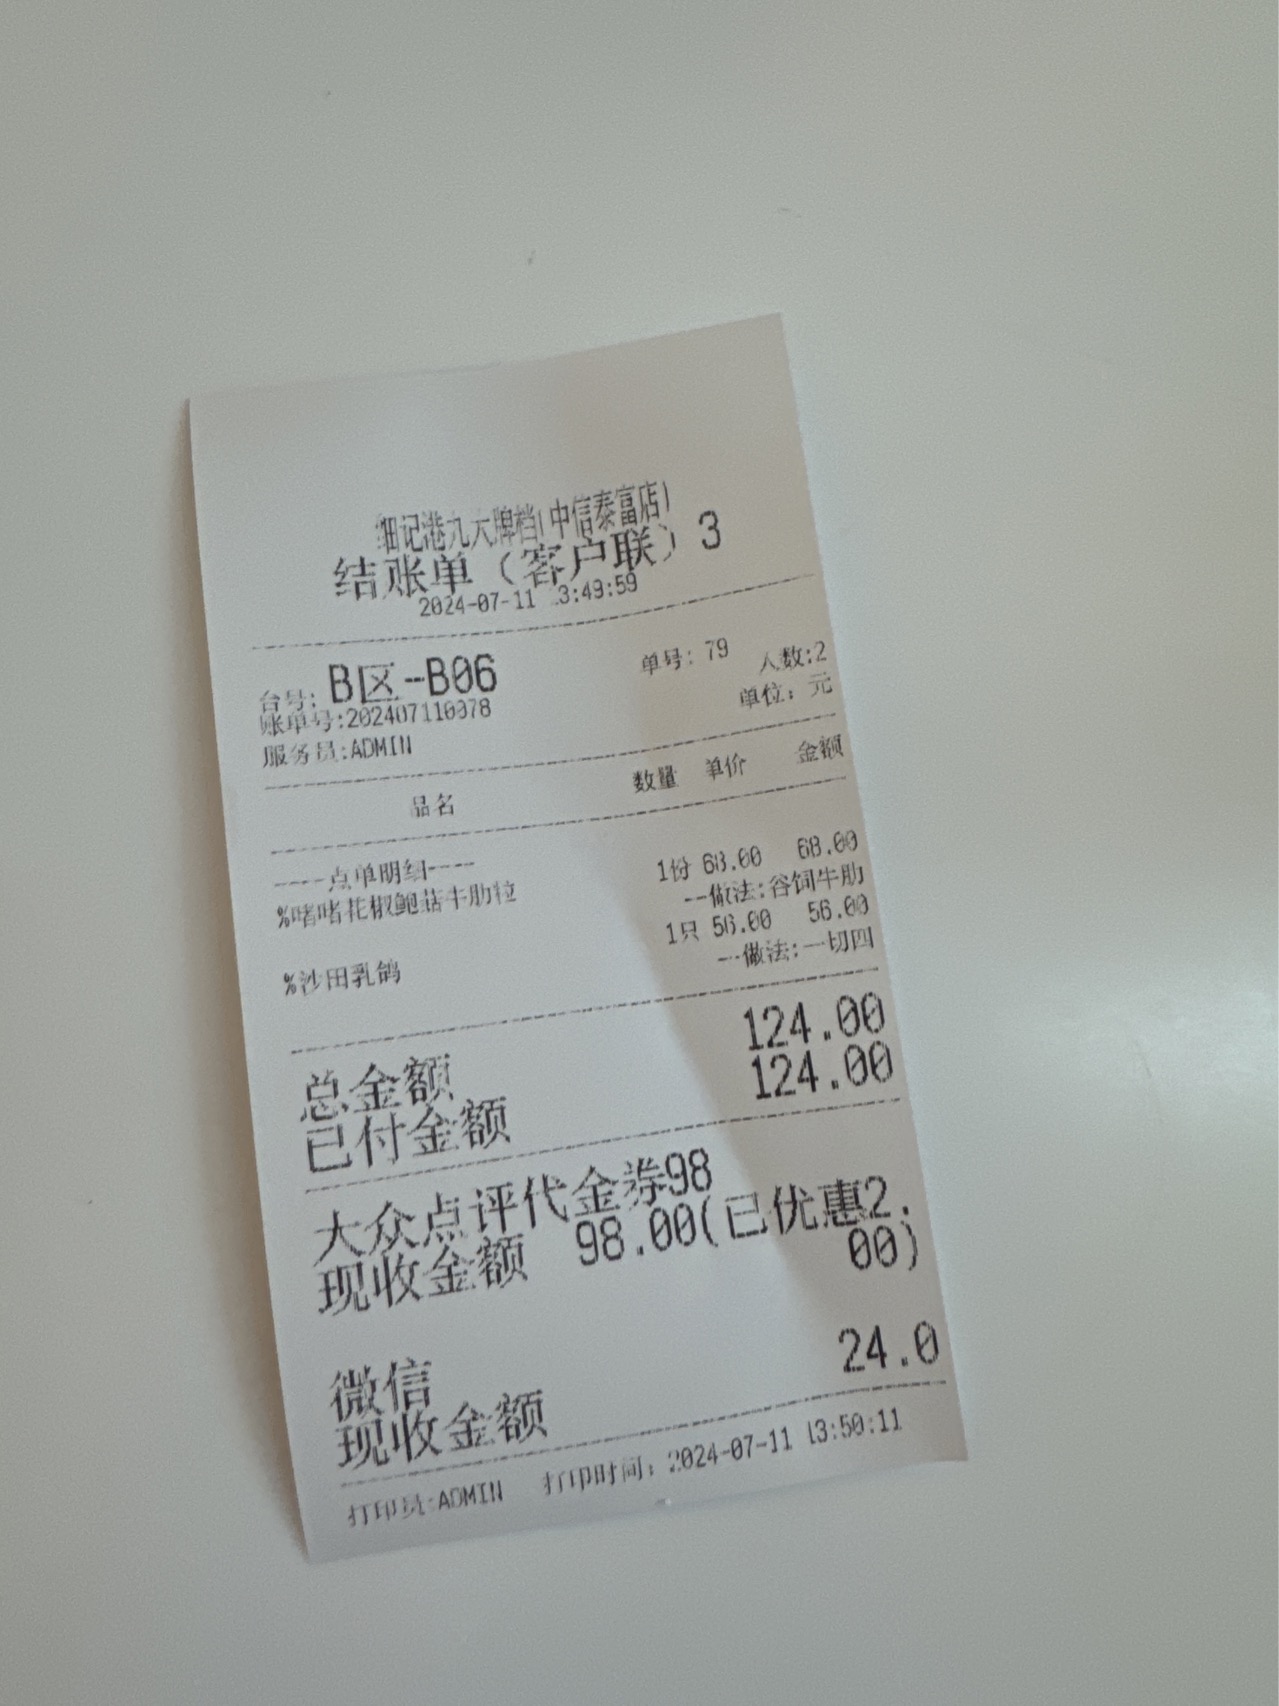 细记港九大牌档(中信泰富店)
结账单（客户联）3
2024-07-11 13:49:59
台号: B区-B06 单号: 79 人数:2
账单号:202407110078 单位: 元
服务员:ADMIN
品名 数量 单价 金额
----点单明细----
%啫啫花椒鲍菇牛肋粒 1份 68.00 68.00
--做法:谷饲牛肋
%沙田乳鸽 1只 56.00 56.00
--做法:一切四
总金额 124.00
已付金额 124.00
大众点评代金券98
现收金额 98.00(已优惠2.
00)
微信
现收金额 24.0
打印员:ADMIN 打印时间: 2024-07-11 13:50:11